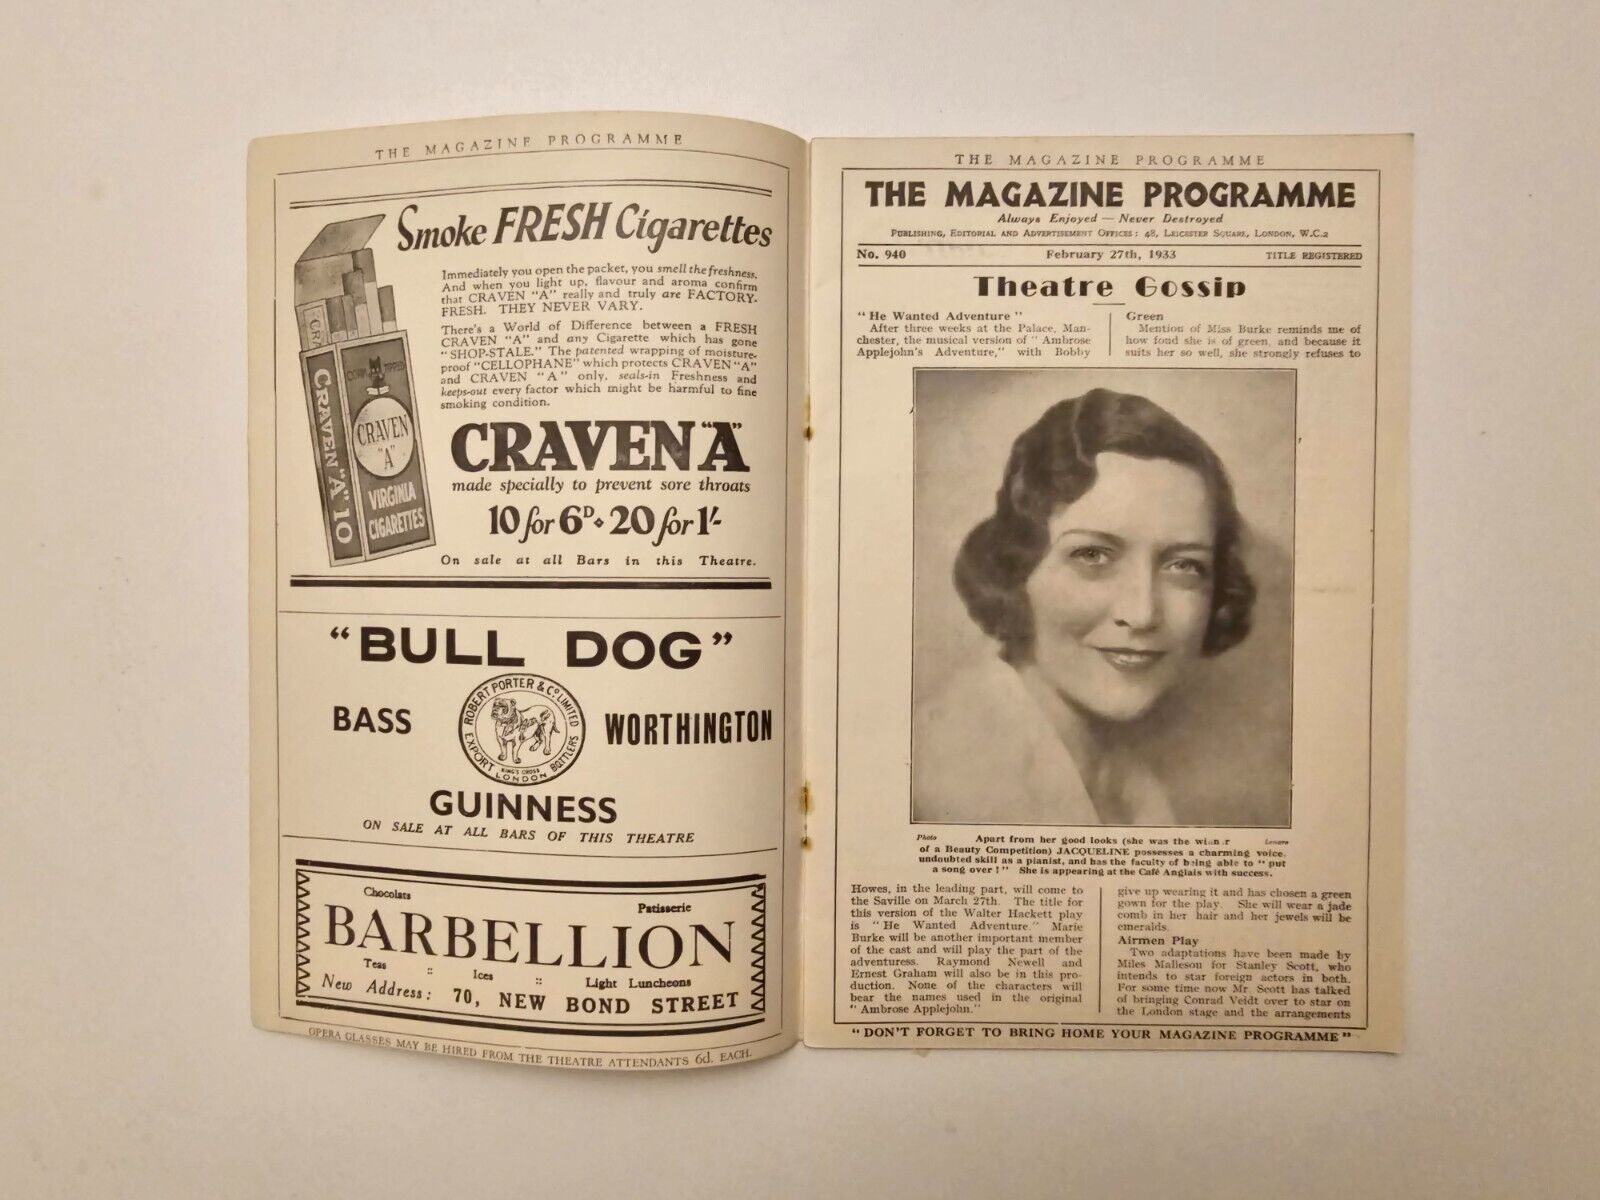 THE MAGAZINE PROGRAMME
Smoke FRESH Cigarettes
Immediately you open the packet, you smell the freshness.
And when you light up, flavour and aroma confirm
that CRAVEN "A" really and truly are FACTORY-
FRESH. THEY NEVER VARY.
There's a World of Difference between a FRESH
CRAVEN "A" and any Cigarette which has gone
"SHOP-STALE." The patented wrapping of moisture-
proof "CELLOPHANE" which protects CRAVEN "A"
and CRAVEN "A" only, seals-in Freshness and
keeps-out every factor which might be harmful to fine
smoking condition.
CORK TIPPED
CRAVEN "A" 10
CRAVEN
"A"
VIRGINIA
CIGARETTES
CRAVEN "A"
made specially to prevent sore throats
10 for 6D. 20 for 1/-
On sale at all Bars in this Theatre.
"BULL DOG"
BASS
ROBERT PORTER & CO. LIMITED
EXPORT BOTTLERS
KING'S CROSS
LONDON
WORTHINGTON
GUINNESS
ON SALE AT ALL BARS OF THIS THEATRE
Chocolats
Patisserie
BARBELLION
Teas :: Ices :: Light Luncheons
New Address: 70, NEW BOND STREET
OPERA GLASSES MAY BE HIRED FROM THE THEATRE ATTENDANTS 6d. EACH.
THE MAGAZINE PROGRAMME
THE MAGAZINE PROGRAMME
Always Enjoyed — Never Destroyed
PUBLISHING, EDITORIAL AND ADVERTISEMENT OFFICES: 48, LEICESTER SQUARE, LONDON, W.C.2
No. 940 February 27th, 1933 TITLE REGISTERED
Theatre Gossip
"He Wanted Adventure"
After three weeks at the Palace, Man-
chester, the musical version of "Ambrose
Applejohn's Adventure," with Bobby
Green
Mention of Miss Burke reminds me of
how fond she is of green, and because it
suits her so well, she strongly refuses to
Photo
Lenare
Apart from her good looks (she was the winner
of a Beauty Competition) JACQUELINE possesses a charming voice,
undoubted skill as a pianist, and has the faculty of being able to "put
a song over!" She is appearing at the Café Anglais with success.
Howes, in the leading part, will come to
the Saville on March 27th. The title for
this version of the Walter Hackett play
is "He Wanted Adventure." Marie
Burke will be another important member
of the cast and will play the part of the
adventuress. Raymond Newell and
Ernest Graham will also be in this pro-
duction. None of the characters will
bear the names used in the original
"Ambrose Applejohn."
give up wearing it and has chosen a green
gown for the play. She will wear a jade
comb in her hair and her jewels will be
emeralds.
Airmen Play
Two adaptations have been made by
Miles Malleson for Stanley Scott, who
intends to star foreign actors in both.
For some time now Mr. Scott has talked
of bringing Conrad Veidt over to star on
the London stage and the arrangements
"DON'T FORGET TO BRING HOME YOUR MAGAZINE PROGRAMME"